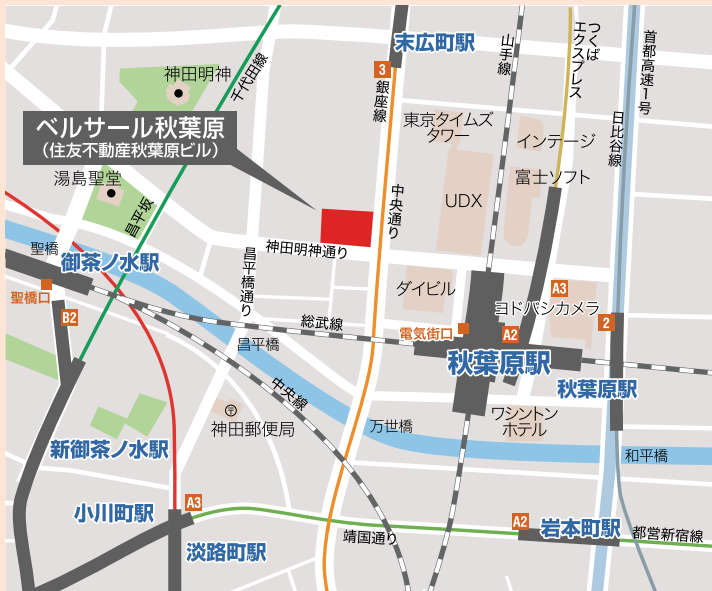 末広町駅
3
銀座線
山手線
つくば
エクスプレス
首都高速1号
日比谷線
千代田線
神田明神
ベルサール秋葉原
（住友不動産秋葉原ビル）
東京タイムズ
タワー
インテージ
富士ソフト
UDX
湯島聖堂
昌平坂
中央通り
神田明神通り
聖橋
御茶ノ水駅
聖橋口
B2
昌平橋通り
ダイビル
A3
ヨドバシカメラ
2
総武線
電気街口
A2
秋葉原駅
秋葉原駅
昌平橋
中央線
〒
神田郵便局
万世橋
ワシントン
ホテル
和平橋
新御茶ノ水駅
小川町駅
A3
淡路町駅
靖国通り
A2
岩本町駅
都営新宿線